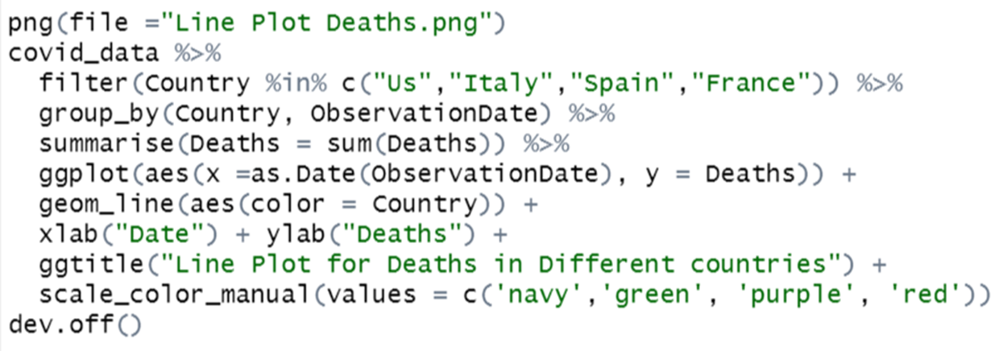 png(file ="Line Plot Deaths.png")
covid_data %>%
  filter(Country %in% c("Us","Italy","Spain","France")) %>%
  group_by(Country, ObservationDate) %>%
  summarise(Deaths = sum(Deaths)) %>%
  ggplot(aes(x =as.Date(ObservationDate), y = Deaths)) +
  geom_line(aes(color = Country)) +
  xlab("Date") + ylab("Deaths") +
  ggtitle("Line Plot for Deaths in Different countries") +
  scale_color_manual(values = c('navy','green', 'purple', 'red'))
dev.off()